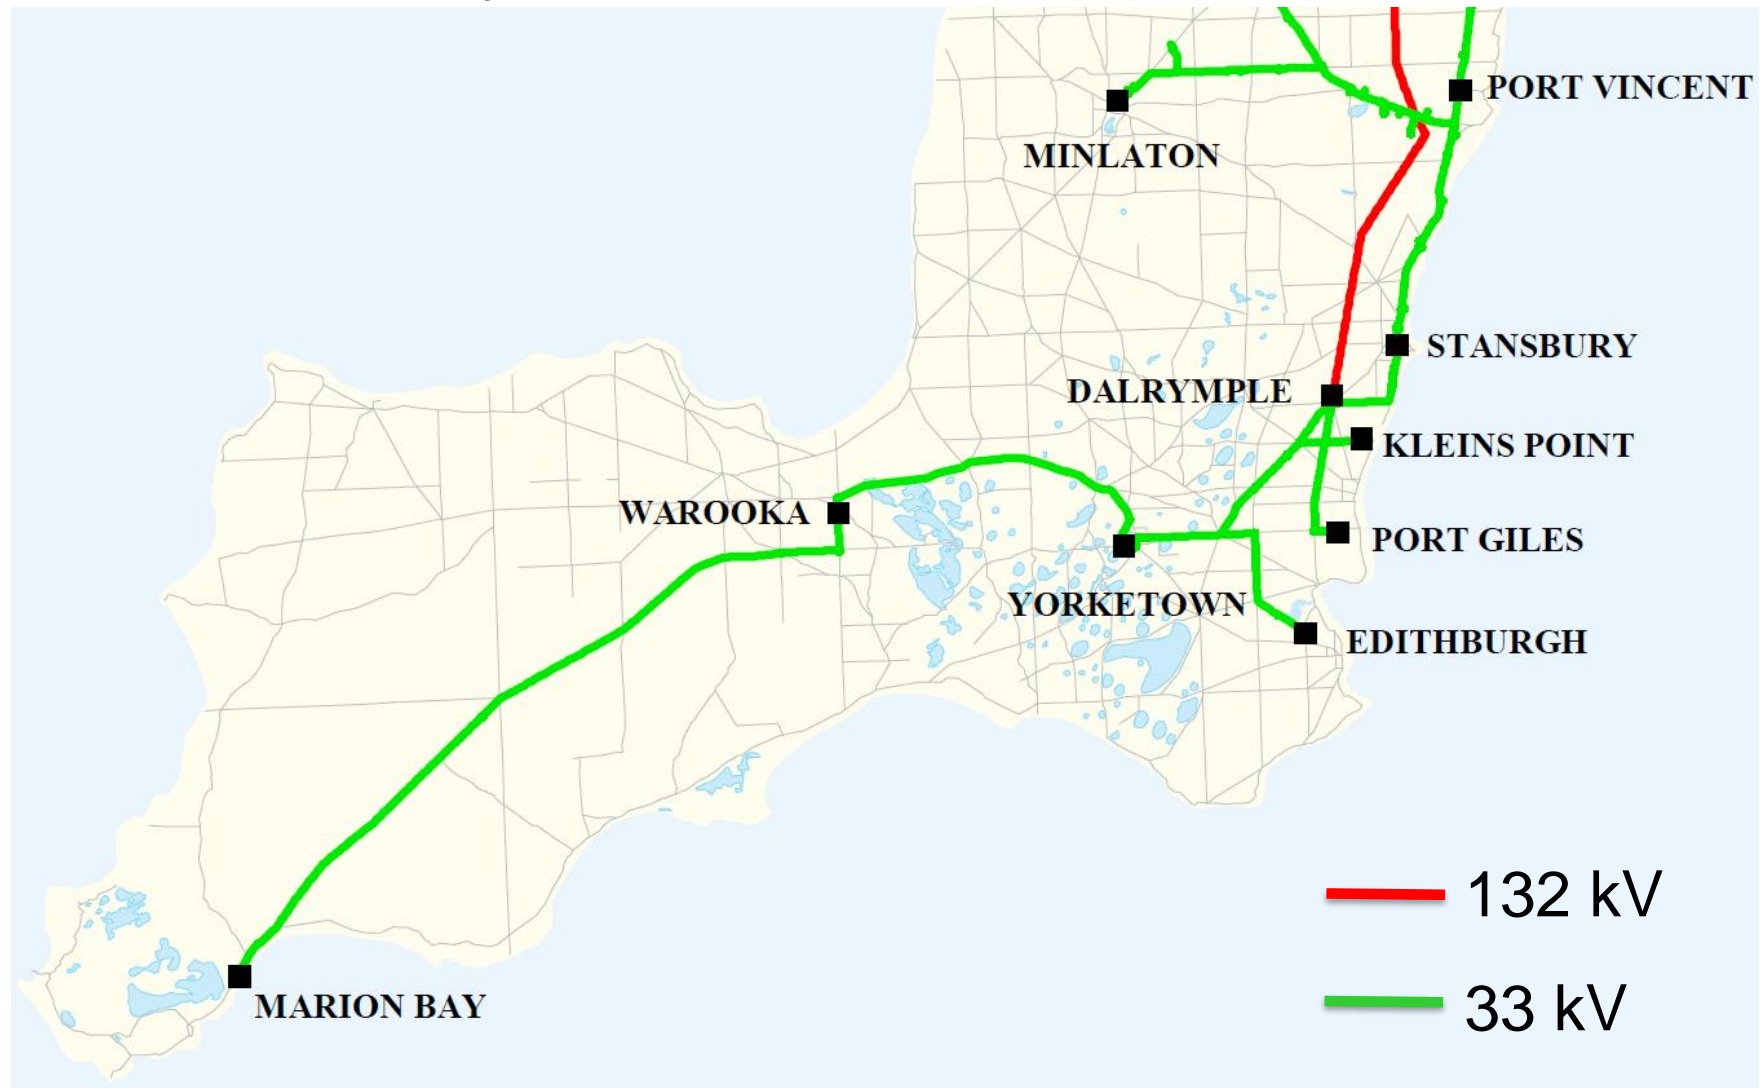 PORT VINCENT
MINLATON
STANSBURY
DALRYMPLE
KLEINS POINT
WAROOKA
PORT GILES
YORKETOWN
EDITHBURGH
132 kV
MARION BAY
33 kV